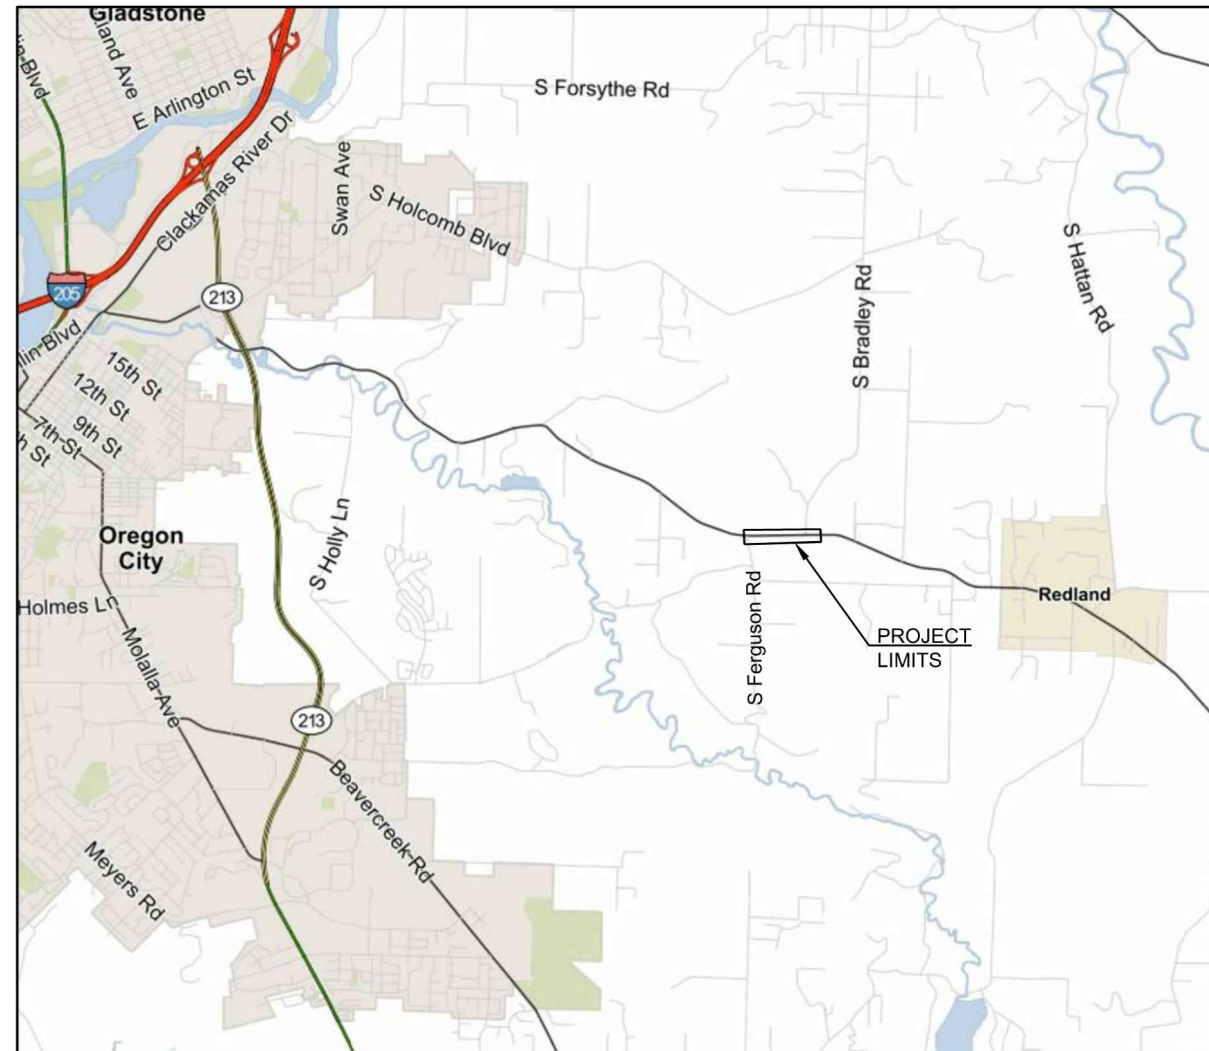 Gladstone
E Arlington St
S Forsythe Rd
Clackamas River Dr
Swan Ave
S Holcomb Blvd
S Hattan Rd
S Bradley Rd
205
213
15th St
12th St
9th St
7th St
S Holly Ln
Oregon
City
Holmes Ln
Molalla Ave
Redland
S Ferguson Rd
PROJECT
LIMITS
213
Beavercreek Rd
Meyers Rd